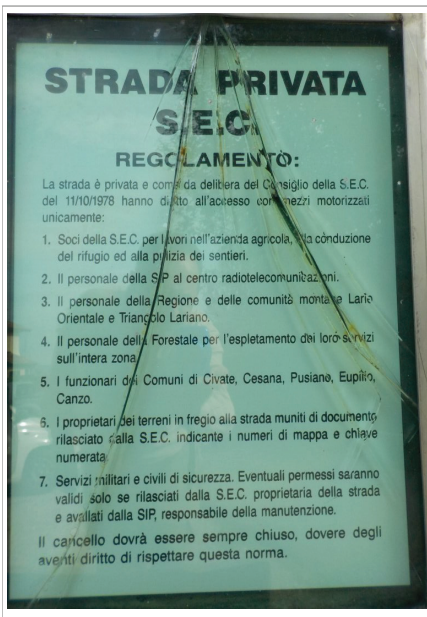 STRADA PRIVATA
S.E.C.
REGOLAMENTO:
La strada è privata e come da delibera del Consiglio della S.E.C.
del 11/10/1978 hanno diritto all'accesso con mezzi motorizzati
unicamente:
1. Soci della S.E.C. per lavori nell'azienda agricola, alla conduzione
del rifugio ed alla pulizia dei sentieri.
2. Il personale della SIP al centro radiotelecomunicazioni.
3. Il personale della Regione e delle comunità montane Lario
Orientale e Triangolo Lariano.
4. Il personale della Forestale per l'espletamento dei loro servizi
sull'intera zona.
5. I funzionari dei Comuni di Civate, Cesana, Pusiano, Eupilio,
Canzo.
6. I proprietari dei terreni in fregio alla strada muniti di documento
rilasciato dalla S.E.C. indicante i numeri di mappa e chiave
numerata.
7. Servizi militari e civili di sicurezza. Eventuali permessi saranno
validi solo se rilasciati dalla S.E.C. proprietaria della strada
e avallati dalla SIP, responsabile della manutenzione.
Il cancello dovrà essere sempre chiuso, dovere degli
aventi diritto di rispettare questa norma.